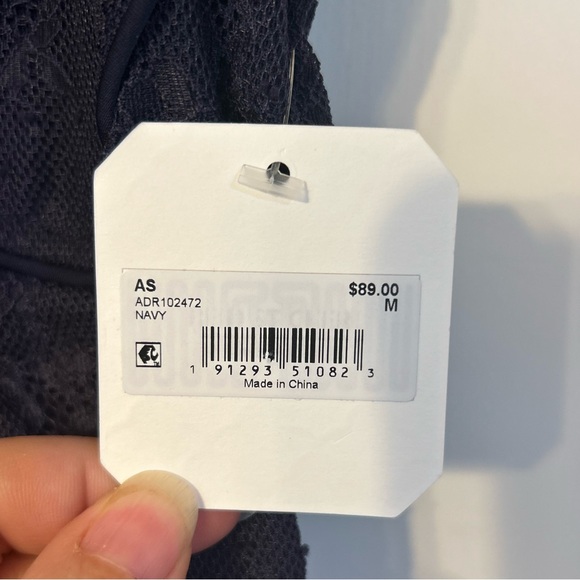 AS $89.00
ADR102472 M
NAVY
1 91293 51082 3
Made in China